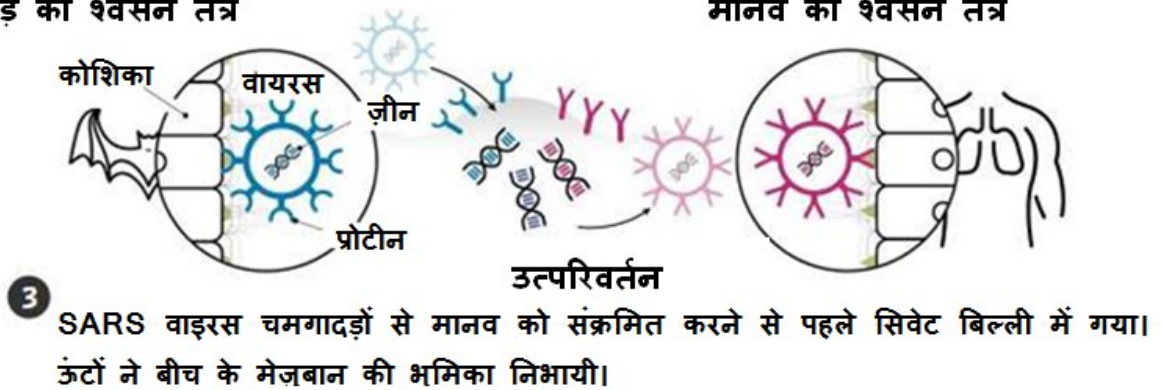 ड़ का श्वसन तंत्र
मानव का श्वसन तंत्र
कोशिका
वायरस
ज़ीन
प्रोटीन
उत्परिवर्तन
3
SARS वाइरस चमगादड़ों से मानव को संक्रमित करने से पहले सिवेट बिल्ली में गया।
ऊंटों ने बीच के मेज़बान की भूमिका निभायी।